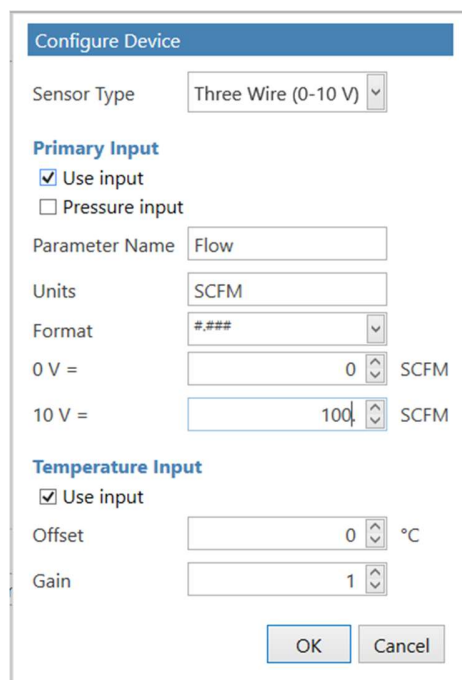 Configure Device
Sensor Type Three Wire (0-10 V)
Primary Input
Use input
Pressure input
Parameter Name Flow
Units SCFM
Format #.###
0 V = 0 SCFM
10 V = 100. SCFM
Temperature Input
Use input
Offset 0 °C
Gain 1
OK Cancel